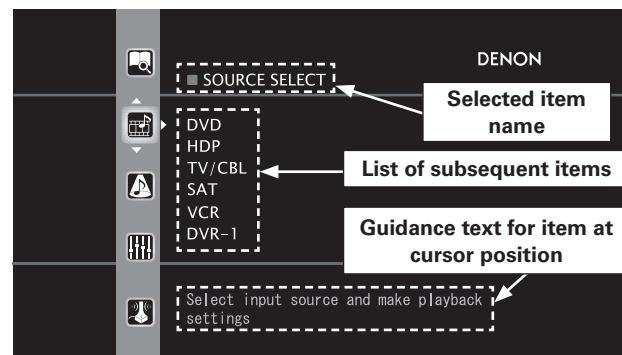 DENON
■ SOURCE SELECT
Selected item
name
DVD
HDP
TV/CBL
SAT
VCR
DVR-1
List of subsequent items
Guidance text for item at
cursor position
Select input source and make playback
settings